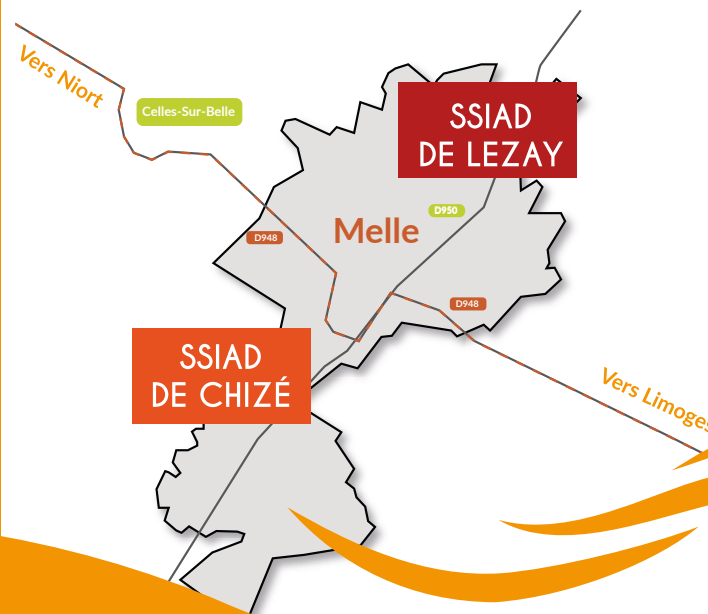 Vers Niort
Celles-Sur-Belle
SSIAD
DE LEZAY
D950
Melle
D948
D948
SSIAD
DE CHIZÉ
Vers Limoges